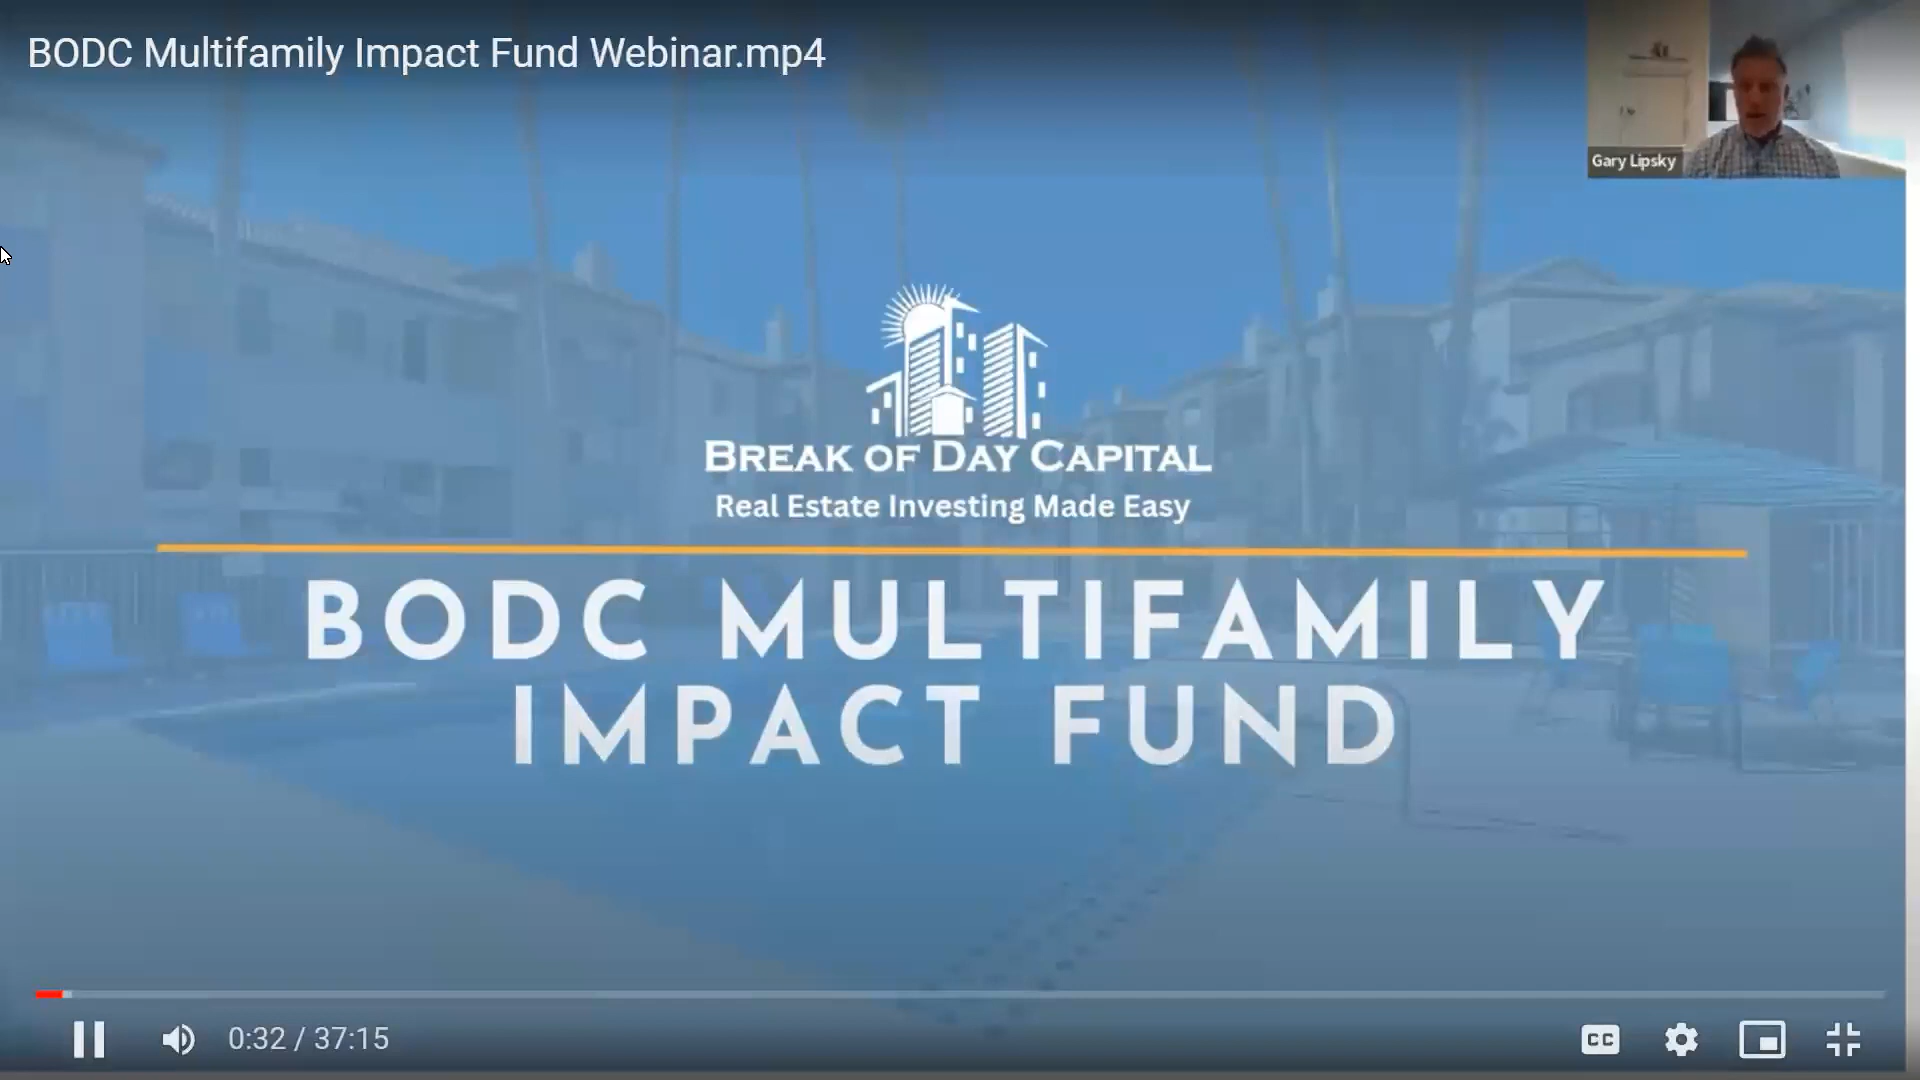 BODC Multifamily Impact Fund Webinar.mp4
Gary Lipsky
BREAK OF DAY CAPITAL
Real Estate Investing Made Easy
BODC MULTIFAMILY
IMPACT FUND
0:32 / 37:15
CC